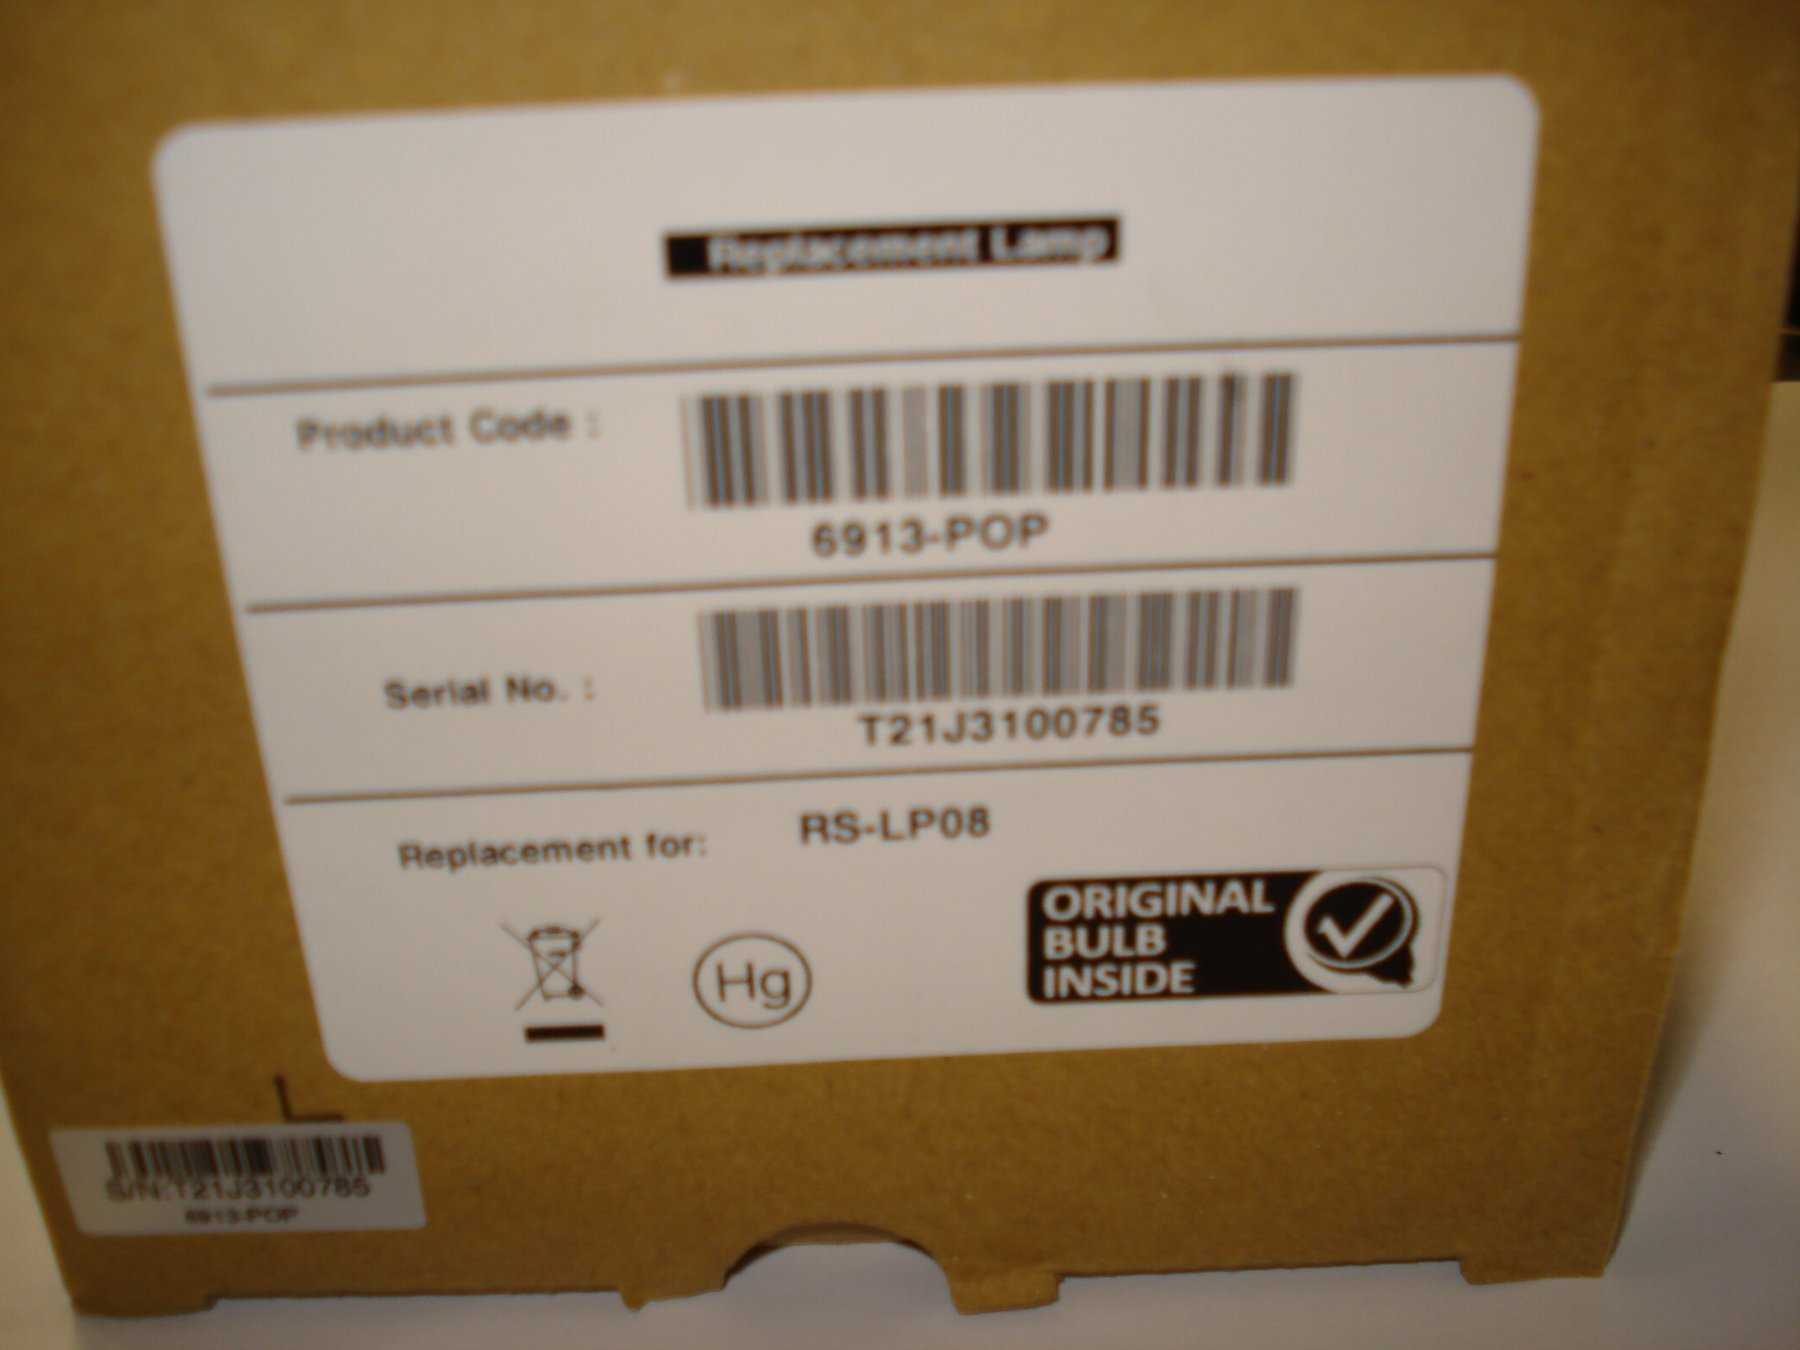 Replacement Lamp
Product Code :
6913-POP
Serial No. :
T21J3100785
Replacement for: RS-LP08
Hg
ORIGINAL
BULB
INSIDE
S/N:T21J3100785
6913-POP